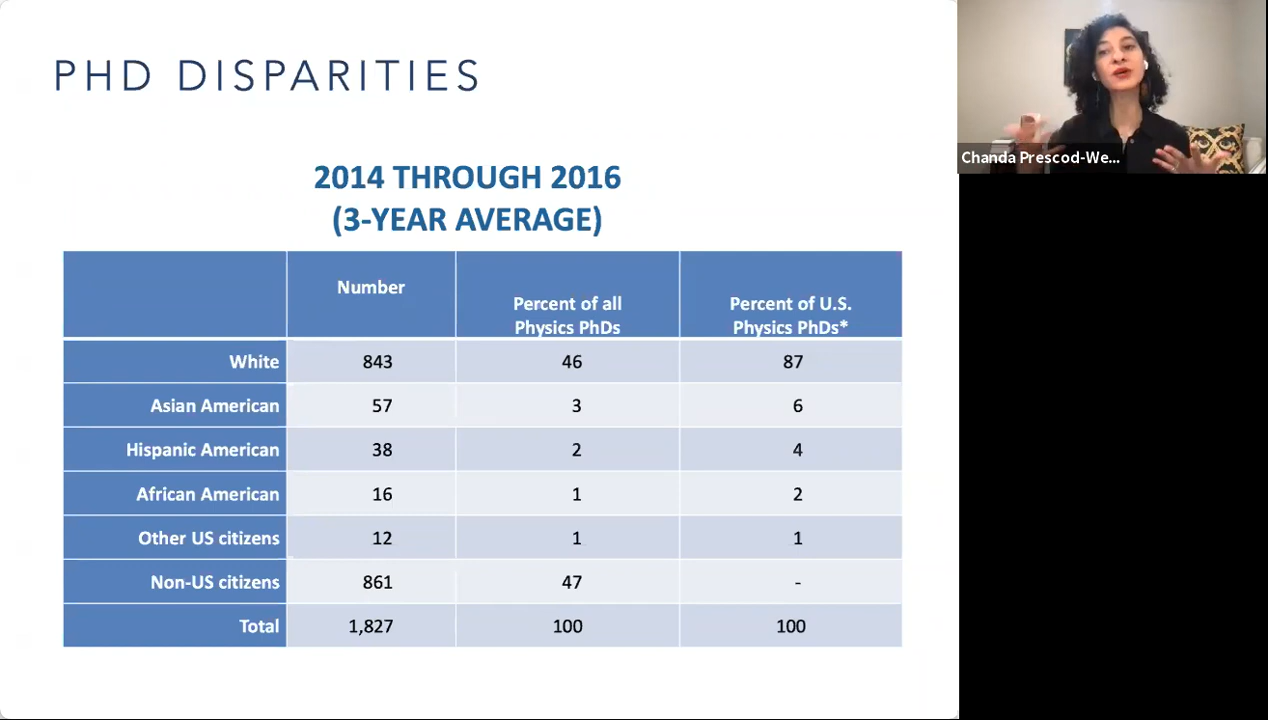 PHD DISPARITIES
Chanda Prescod-We...
2014 THROUGH 2016
(3-YEAR AVERAGE)
Number Percent of all Physics PhDs Percent of U.S. Physics PhDs*
White 843 46 87
Asian American 57 3 6
Hispanic American 38 2 4
African American 16 1 2
Other US citizens 12 1 1
Non-US citizens 861 47 -
Total 1,827 100 100